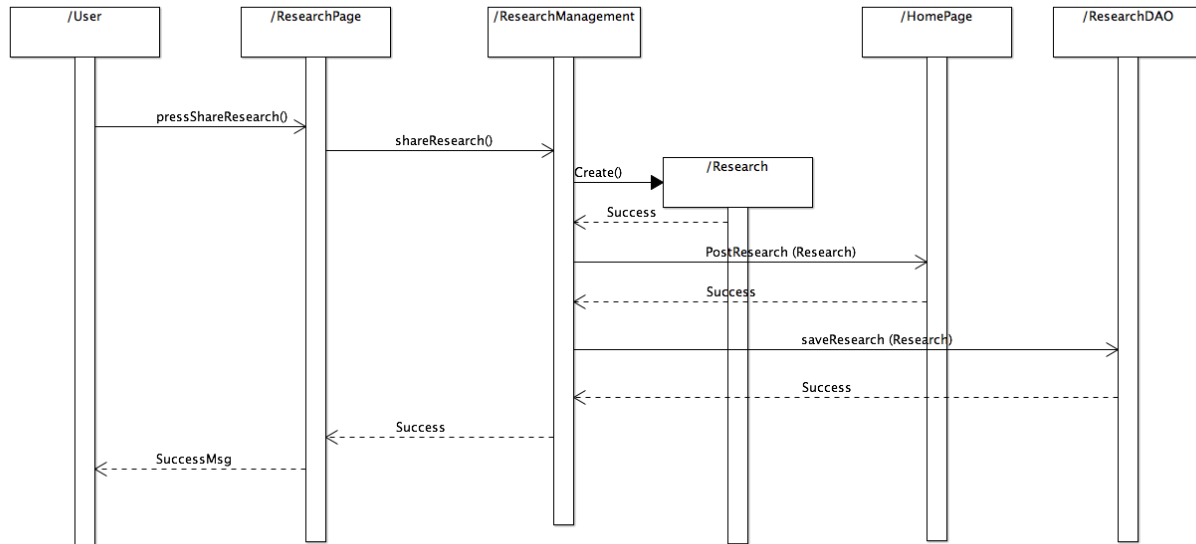 /User
/ResearchPage
/ResearchManagement
/HomePage
/ResearchDAO
pressShareResearch()
shareResearch()
/Research
Create()
Success
PostResearch (Research)
Success
saveResearch (Research)
Success
Success
SuccessMsg